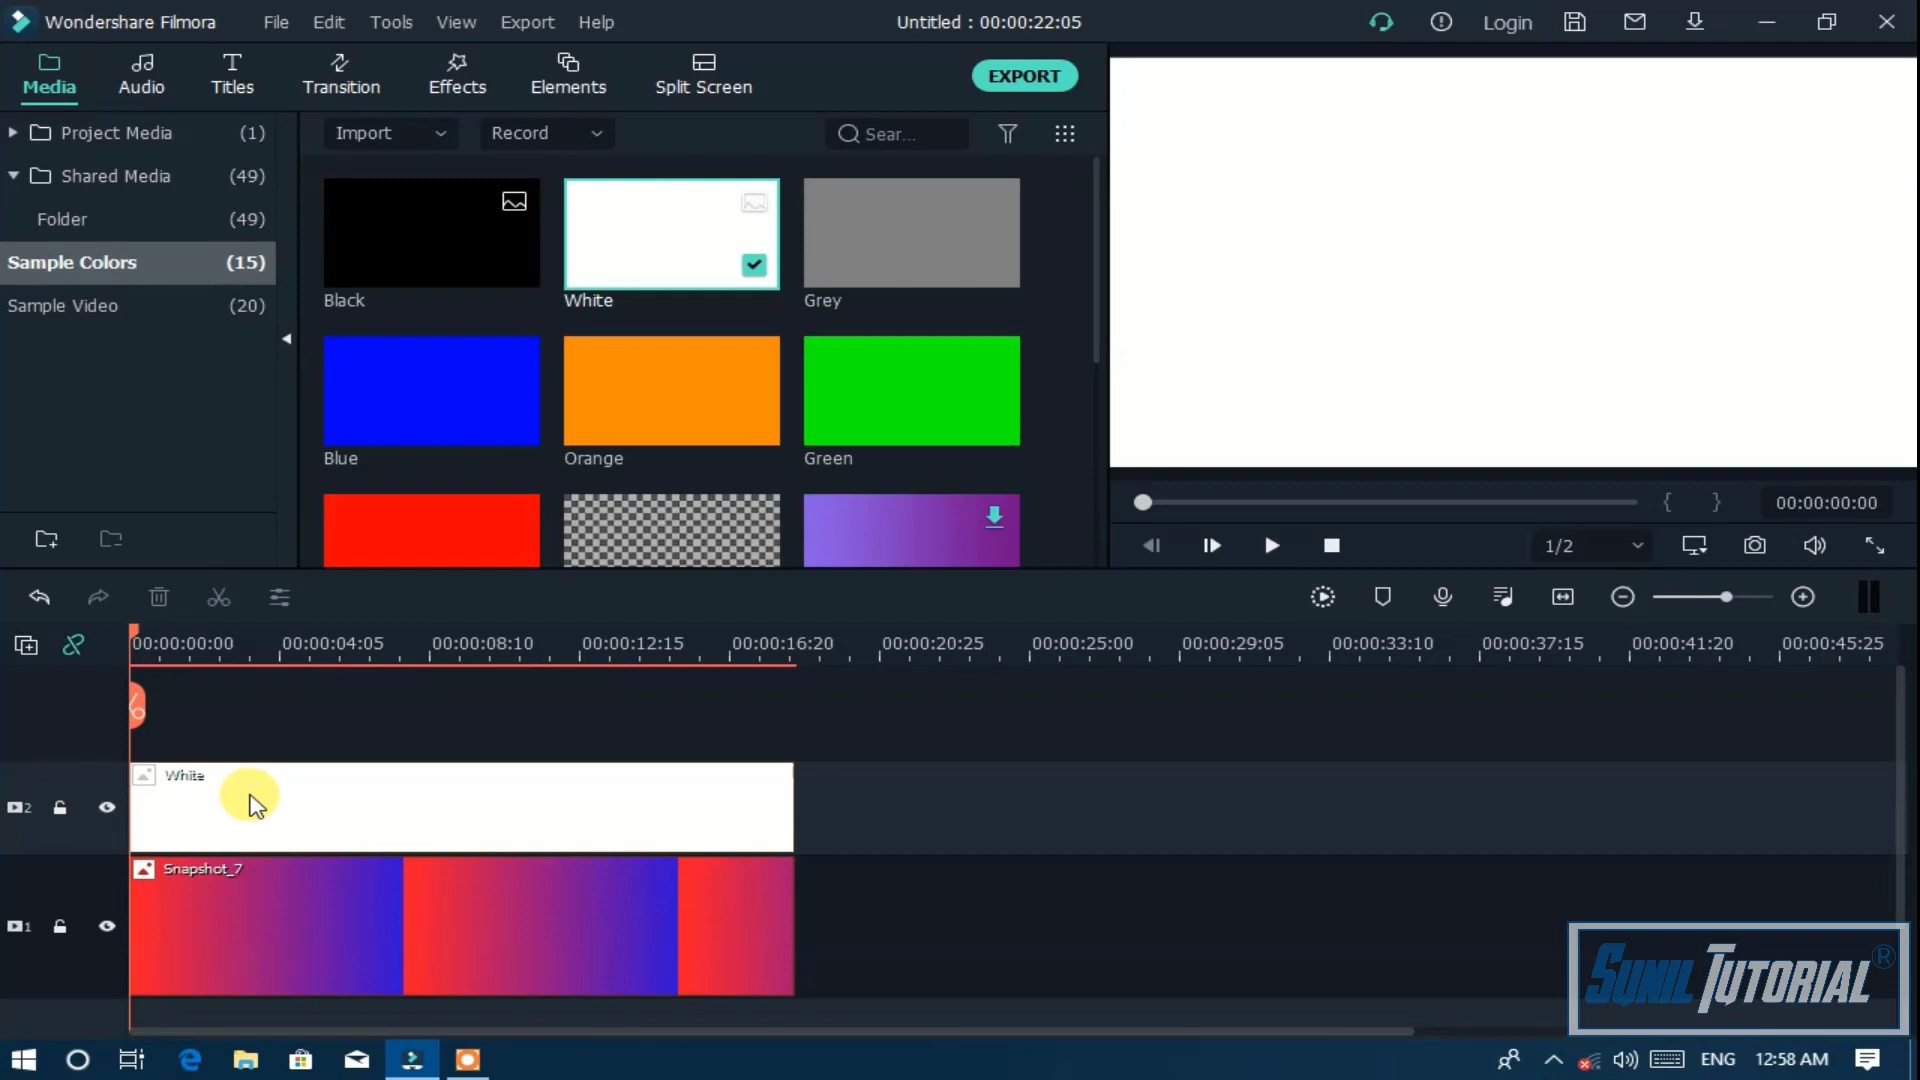 Wondershare Filmora File Edit Tools View Export Help Untitled : 00:00:22:05 Login
Media Audio Titles Transition Effects Elements Split Screen EXPORT
Project Media (1) Import Record Sear...
Shared Media (49)
Folder (49)
Sample Colors (15)
Sample Video (20)
Black White Grey
Blue Orange Green
{ } 00:00:00:00
1/2
00:00:00:00 00:00:04:05 00:00:08:10 00:00:12:15 00:00:16:20 00:00:20:25 00:00:25:00 00:00:29:05 00:00:33:10 00:00:37:15 00:00:41:20 00:00:45:25
White
2
Snapshot_7
1
SUNIL TUTORIAL®
ENG 12:58 AM